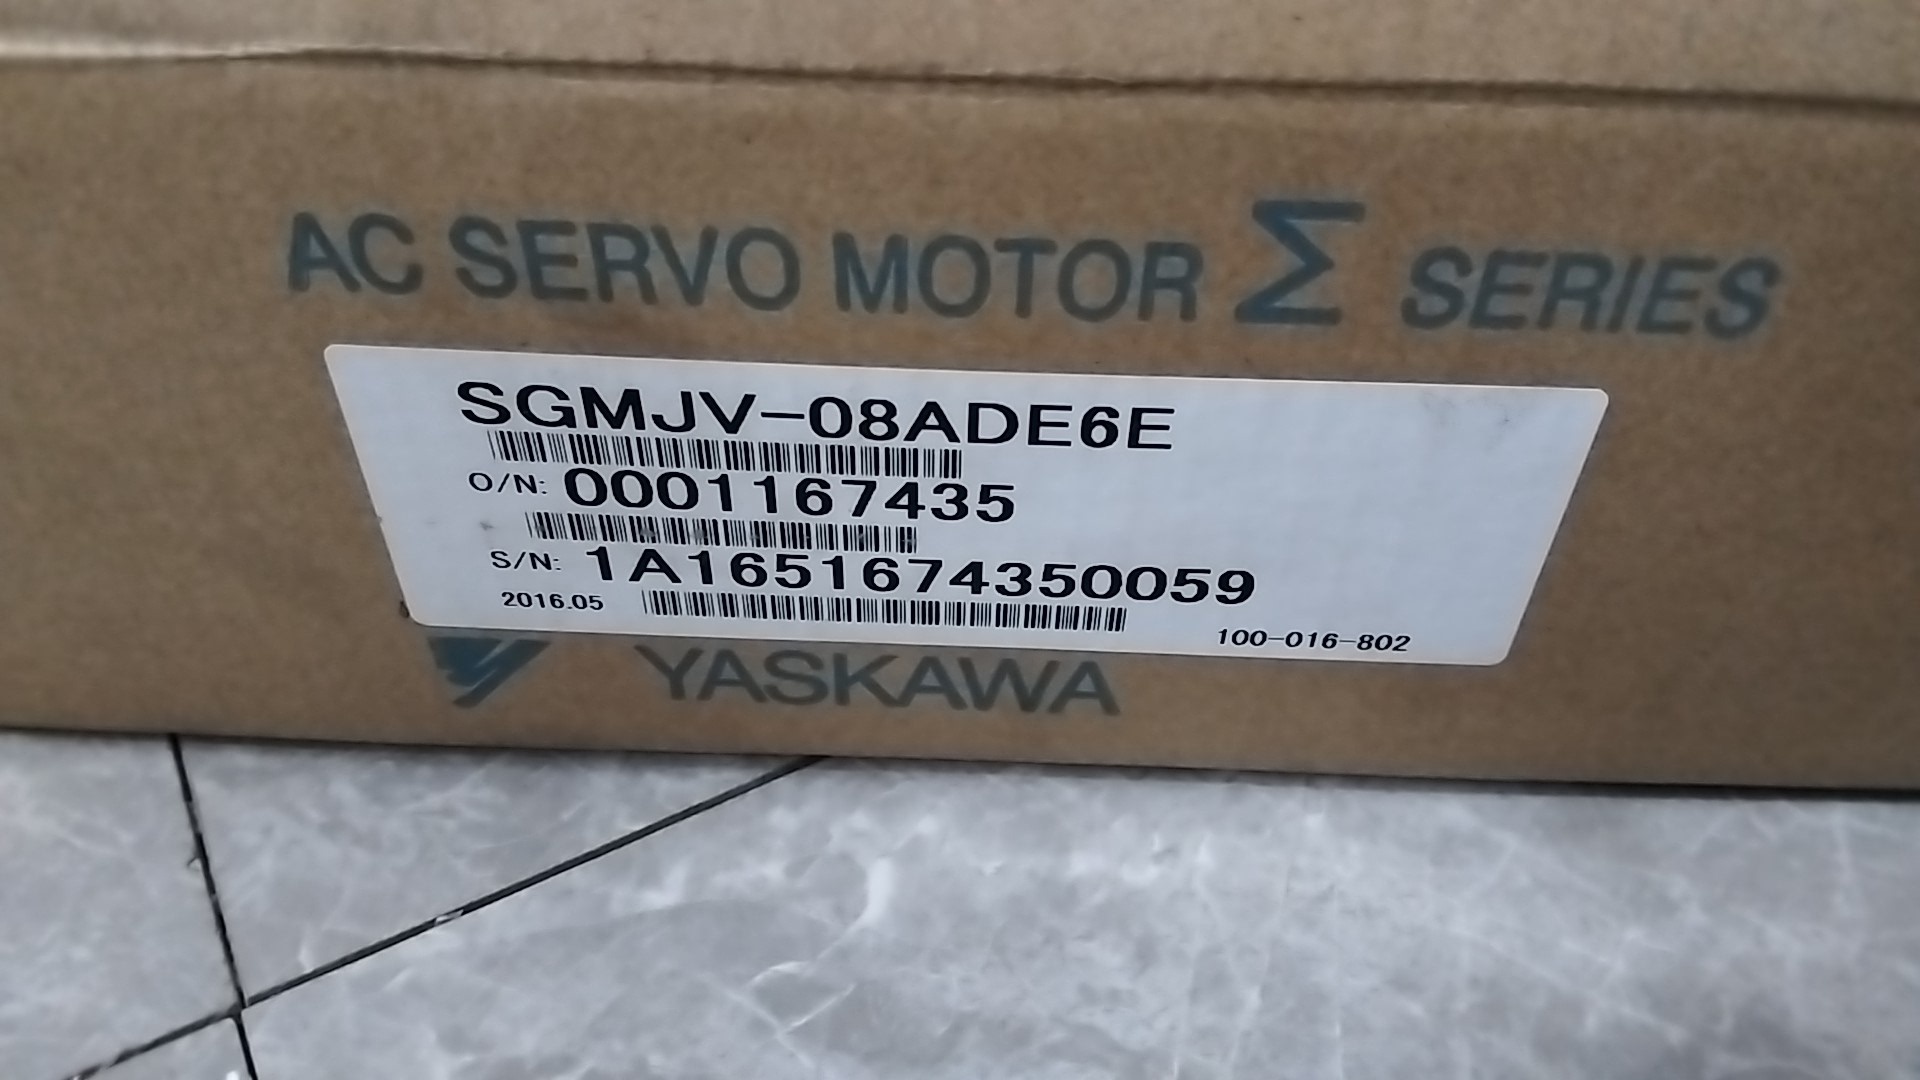 AC SERVO MOTOR Σ SERIES
SGMJV-08ADE6E
O/N: 0001167435
S/N: 1A1651674350059
2016.05
100-016-802
YASKAWA